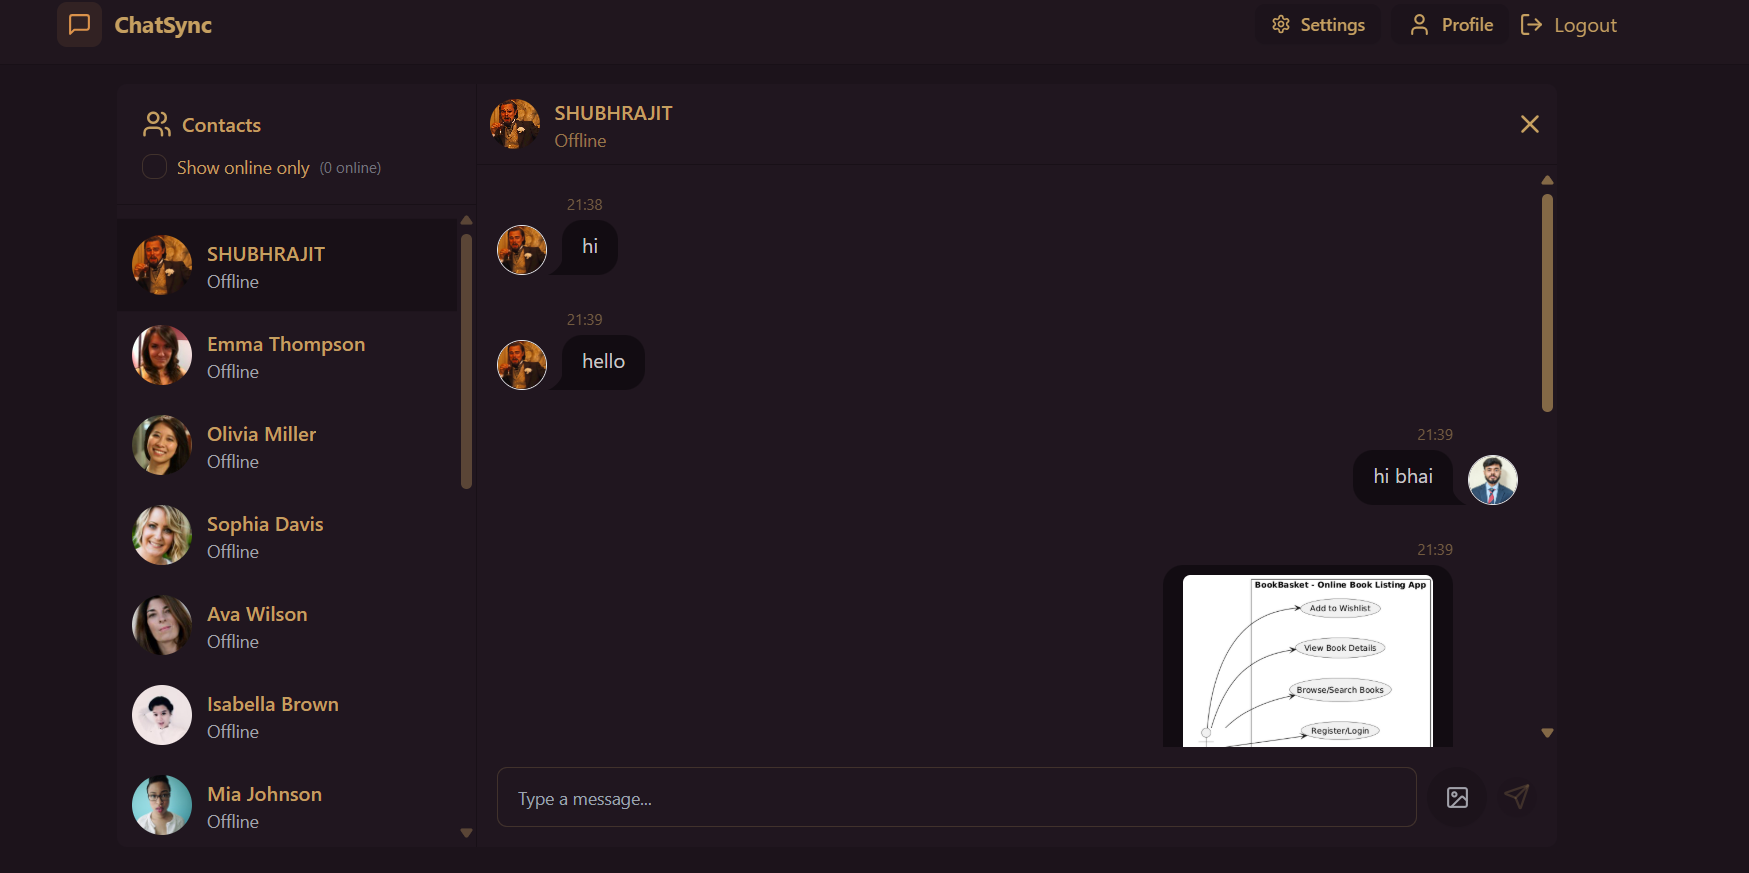 ChatSync
Settings
Profile
Logout
Contacts
Show online only (0 online)
SHUBHRAJIT
Offline
Emma Thompson
Offline
Olivia Miller
Offline
Sophia Davis
Offline
Ava Wilson
Offline
Isabella Brown
Offline
Mia Johnson
Offline
SHUBHRAJIT
Offline
21:38
hi
21:39
hello
21:39
hi bhai
21:39
BookBasket - Online Book Listing App
Add to Wishlist
View Book Details
Browse/Search Books
Register/Login
Type a message...